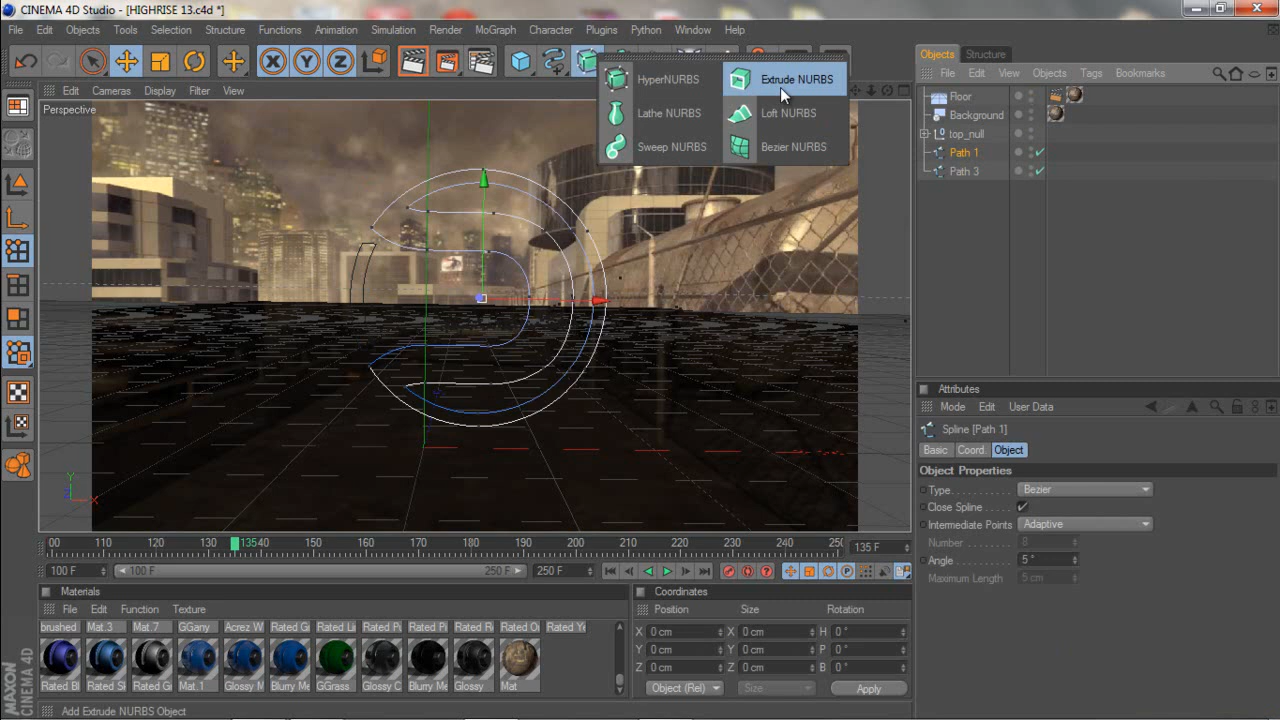 CINEMA 4D Studio - [HIGHRISE 13.c4d *]
File Edit Objects Tools Selection Structure Functions Animation Simulation Render MoGraph Character Plugins Python Window Help
HyperNURBS Extrude NURBS
Lathe NURBS Loft NURBS
Sweep NURBS Bezier NURBS
Edit Cameras Display Filter View
Perspective
Objects Structure
File Edit View Objects Tags Bookmarks
Floor
Background
top_null
Path 1
Path 3
Attributes
Mode Edit User Data
Spline [Path 1]
Basic Coord. Object
Object Properties
Type Bezier
Close Spline
Intermediate Points Adaptive
Number 8
Angle 5 °
Maximum Length 5 cm
Y
Z
X
00 110 120 130 135 40 150 160 170 180 190 200 210 220 230 240 25( 135 F
100 F 100 F 250 F 250 F
Materials
File Edit Function Texture
brushed Mat.3 Mat.7 GGany Acrez W Rated Gi Rated Li Rated Pu Rated Pi Rated Re Rated Or Rated Ye
Rated Bl Rated Sk Rated Gr Mat.1 Glossy M Blurry Me GGrass Glossy C Blurry Me Glossy Mat
Coordinates
Position Size Rotation
X 0 cm X 0 cm H 0 °
Y 0 cm Y 0 cm P 0 °
Z 0 cm Z 0 cm B 0 °
Object (Rel) Size Apply
MAXON
CINEMA 4D
Add Extrude NURBS Object